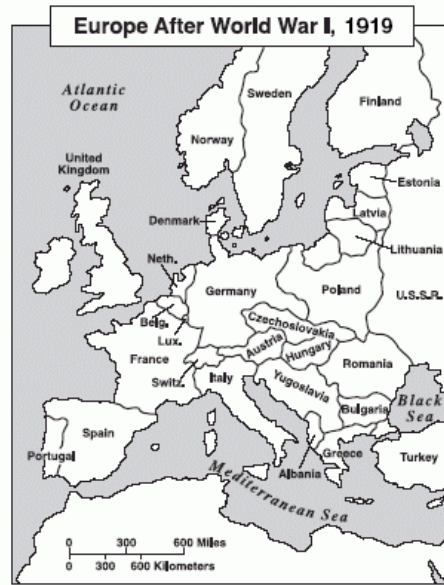 Europe After World War I, 1919
Atlantic
Ocean
Sweden
Finland
Norway
United
Kingdom
Estonia
Latvia
Denmark
Lithuania
Neth.
Germany
Poland
U.S.S.R.
Belg.
Czechoslovakia
Lux.
Austria
Hungary
France
Romania
Switz.
Italy
Yugoslavia
Black
Sea
Bulgaria
Spain
Portugal
Greece
Turkey
Albania
Mediterranean Sea
0 300 600 Miles
0 300 600 Kilometers